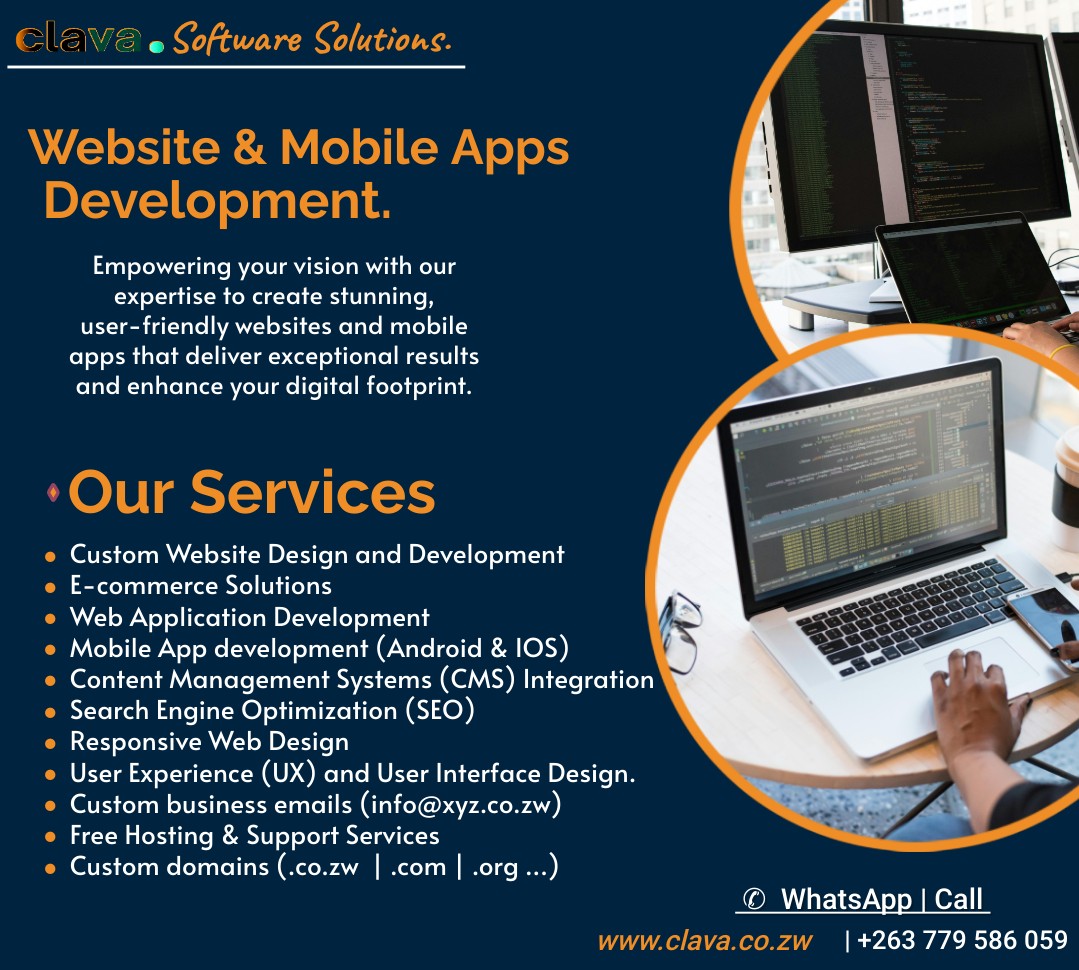 clava. Software Solutions.
Website & Mobile Apps
Development.
Empowering your vision with our
expertise to create stunning,
user-friendly websites and mobile
apps that deliver exceptional results
and enhance your digital footprint.
Our Services
Custom Website Design and Development
E-commerce Solutions
Web Application Development
Mobile App development (Android & IOS)
Content Management Systems (CMS) Integration
Search Engine Optimization (SEO)
Responsive Web Design
User Experience (UX) and User Interface Design.
Custom business emails (info@xyz.co.zw)
Free Hosting & Support Services
Custom domains (.co.zw | .com | .org ...)
✆ WhatsApp | Call
www.clava.co.zw | +263 779 586 059